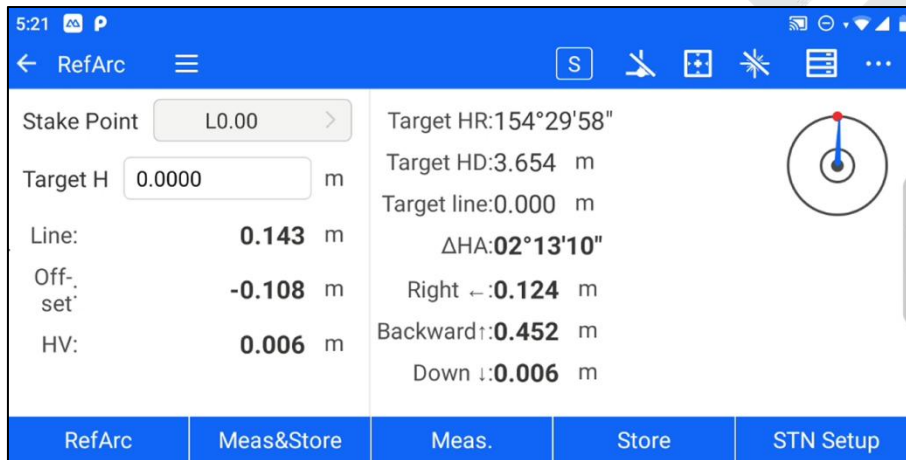 5:21
RefArc
S
Stake Point L0.00
Target H 0.0000 m
Line: 0.143 m
Off-
set: -0.108 m
HV: 0.006 m
Target HR:154°29'58"
Target HD:3.654 m
Target line:0.000 m
ΔHA:02°13'10"
Right ←:0.124 m
Backward↑:0.452 m
Down ↓:0.006 m
RefArc Meas&Store Meas. Store STN Setup